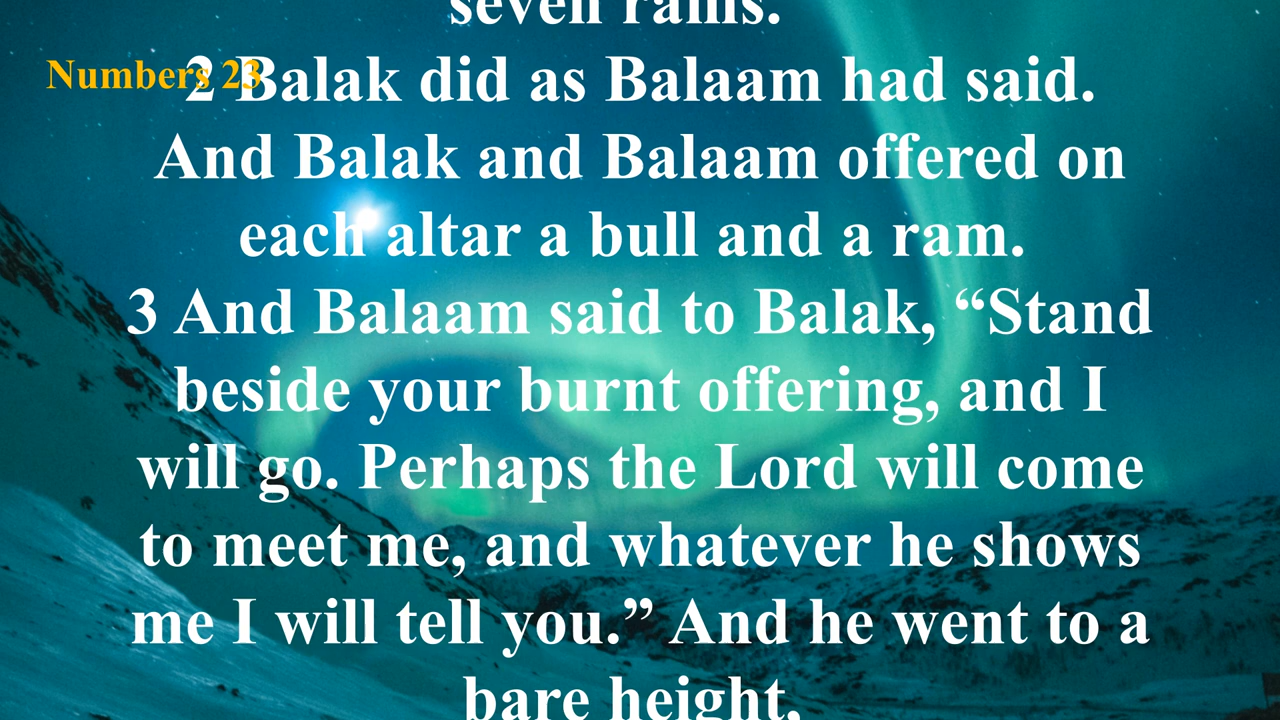 seven rams.
Numbers 23
2 Balak did as Balaam had said.
And Balak and Balaam offered on
each altar a bull and a ram.
3 And Balaam said to Balak, “Stand
beside your burnt offering, and I
will go. Perhaps the Lord will come
to meet me, and whatever he shows
me I will tell you.” And he went to a
bare height,